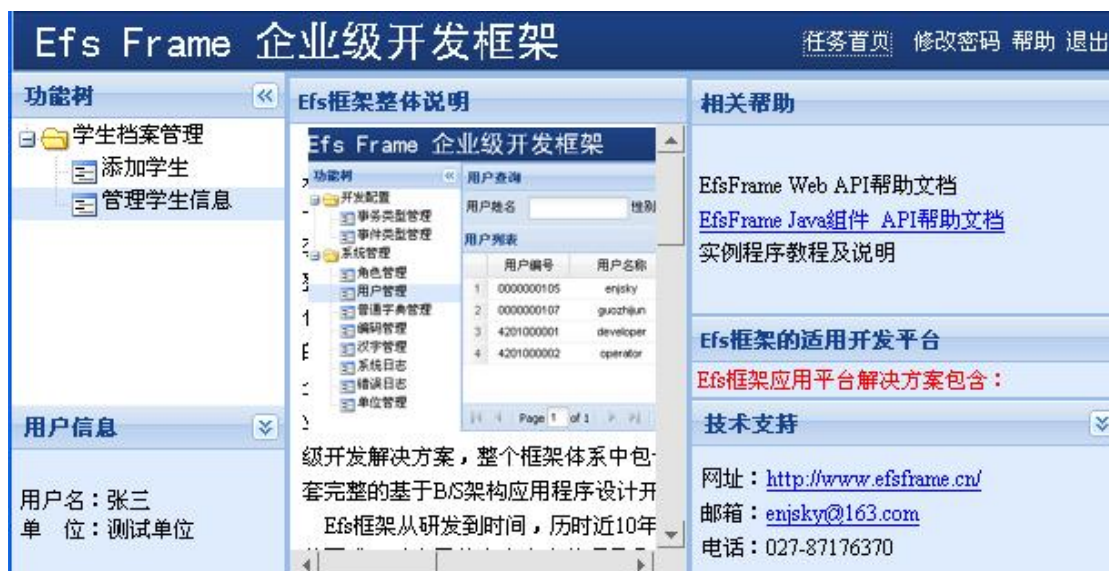 Efs Frame 企业级开发框架
任务首页 修改密码 帮助 退出
功能树
学生档案管理
添加学生
管理学生信息
用户信息
用户名：张三
单 位：测试单位
Efs框架整体说明
Efs Frame 企业级开发框架
功能树
开发配置
事务类型管理
事件类型管理
系统管理
角色管理
用户管理
普通字典管理
编码管理
汉字管理
系统日志
错误日志
单位管理
用户查询
用户姓名 性别
用户列表
用户编号 用户名称
1 0000000105 enjsky
2 0000000107 guozhijun
3 4201000001 developer
4 4201000002 operator
Page 1 of 1
级开发解决方案，整个框架体系中包
套完整的基于B/S架构应用程序设计开
Efs框架从研发到时间，历时近10年
相关帮助
EfsFrame Web API帮助文档
EfsFrame Java组件 API帮助文档
实例程序教程及说明
Efs框架的适用开发平台
Efs框架应用平台解决方案包含：
技术支持
网址：http://www.efsframe.cn/
邮箱：enjsky@163.com
电话：027-87176370